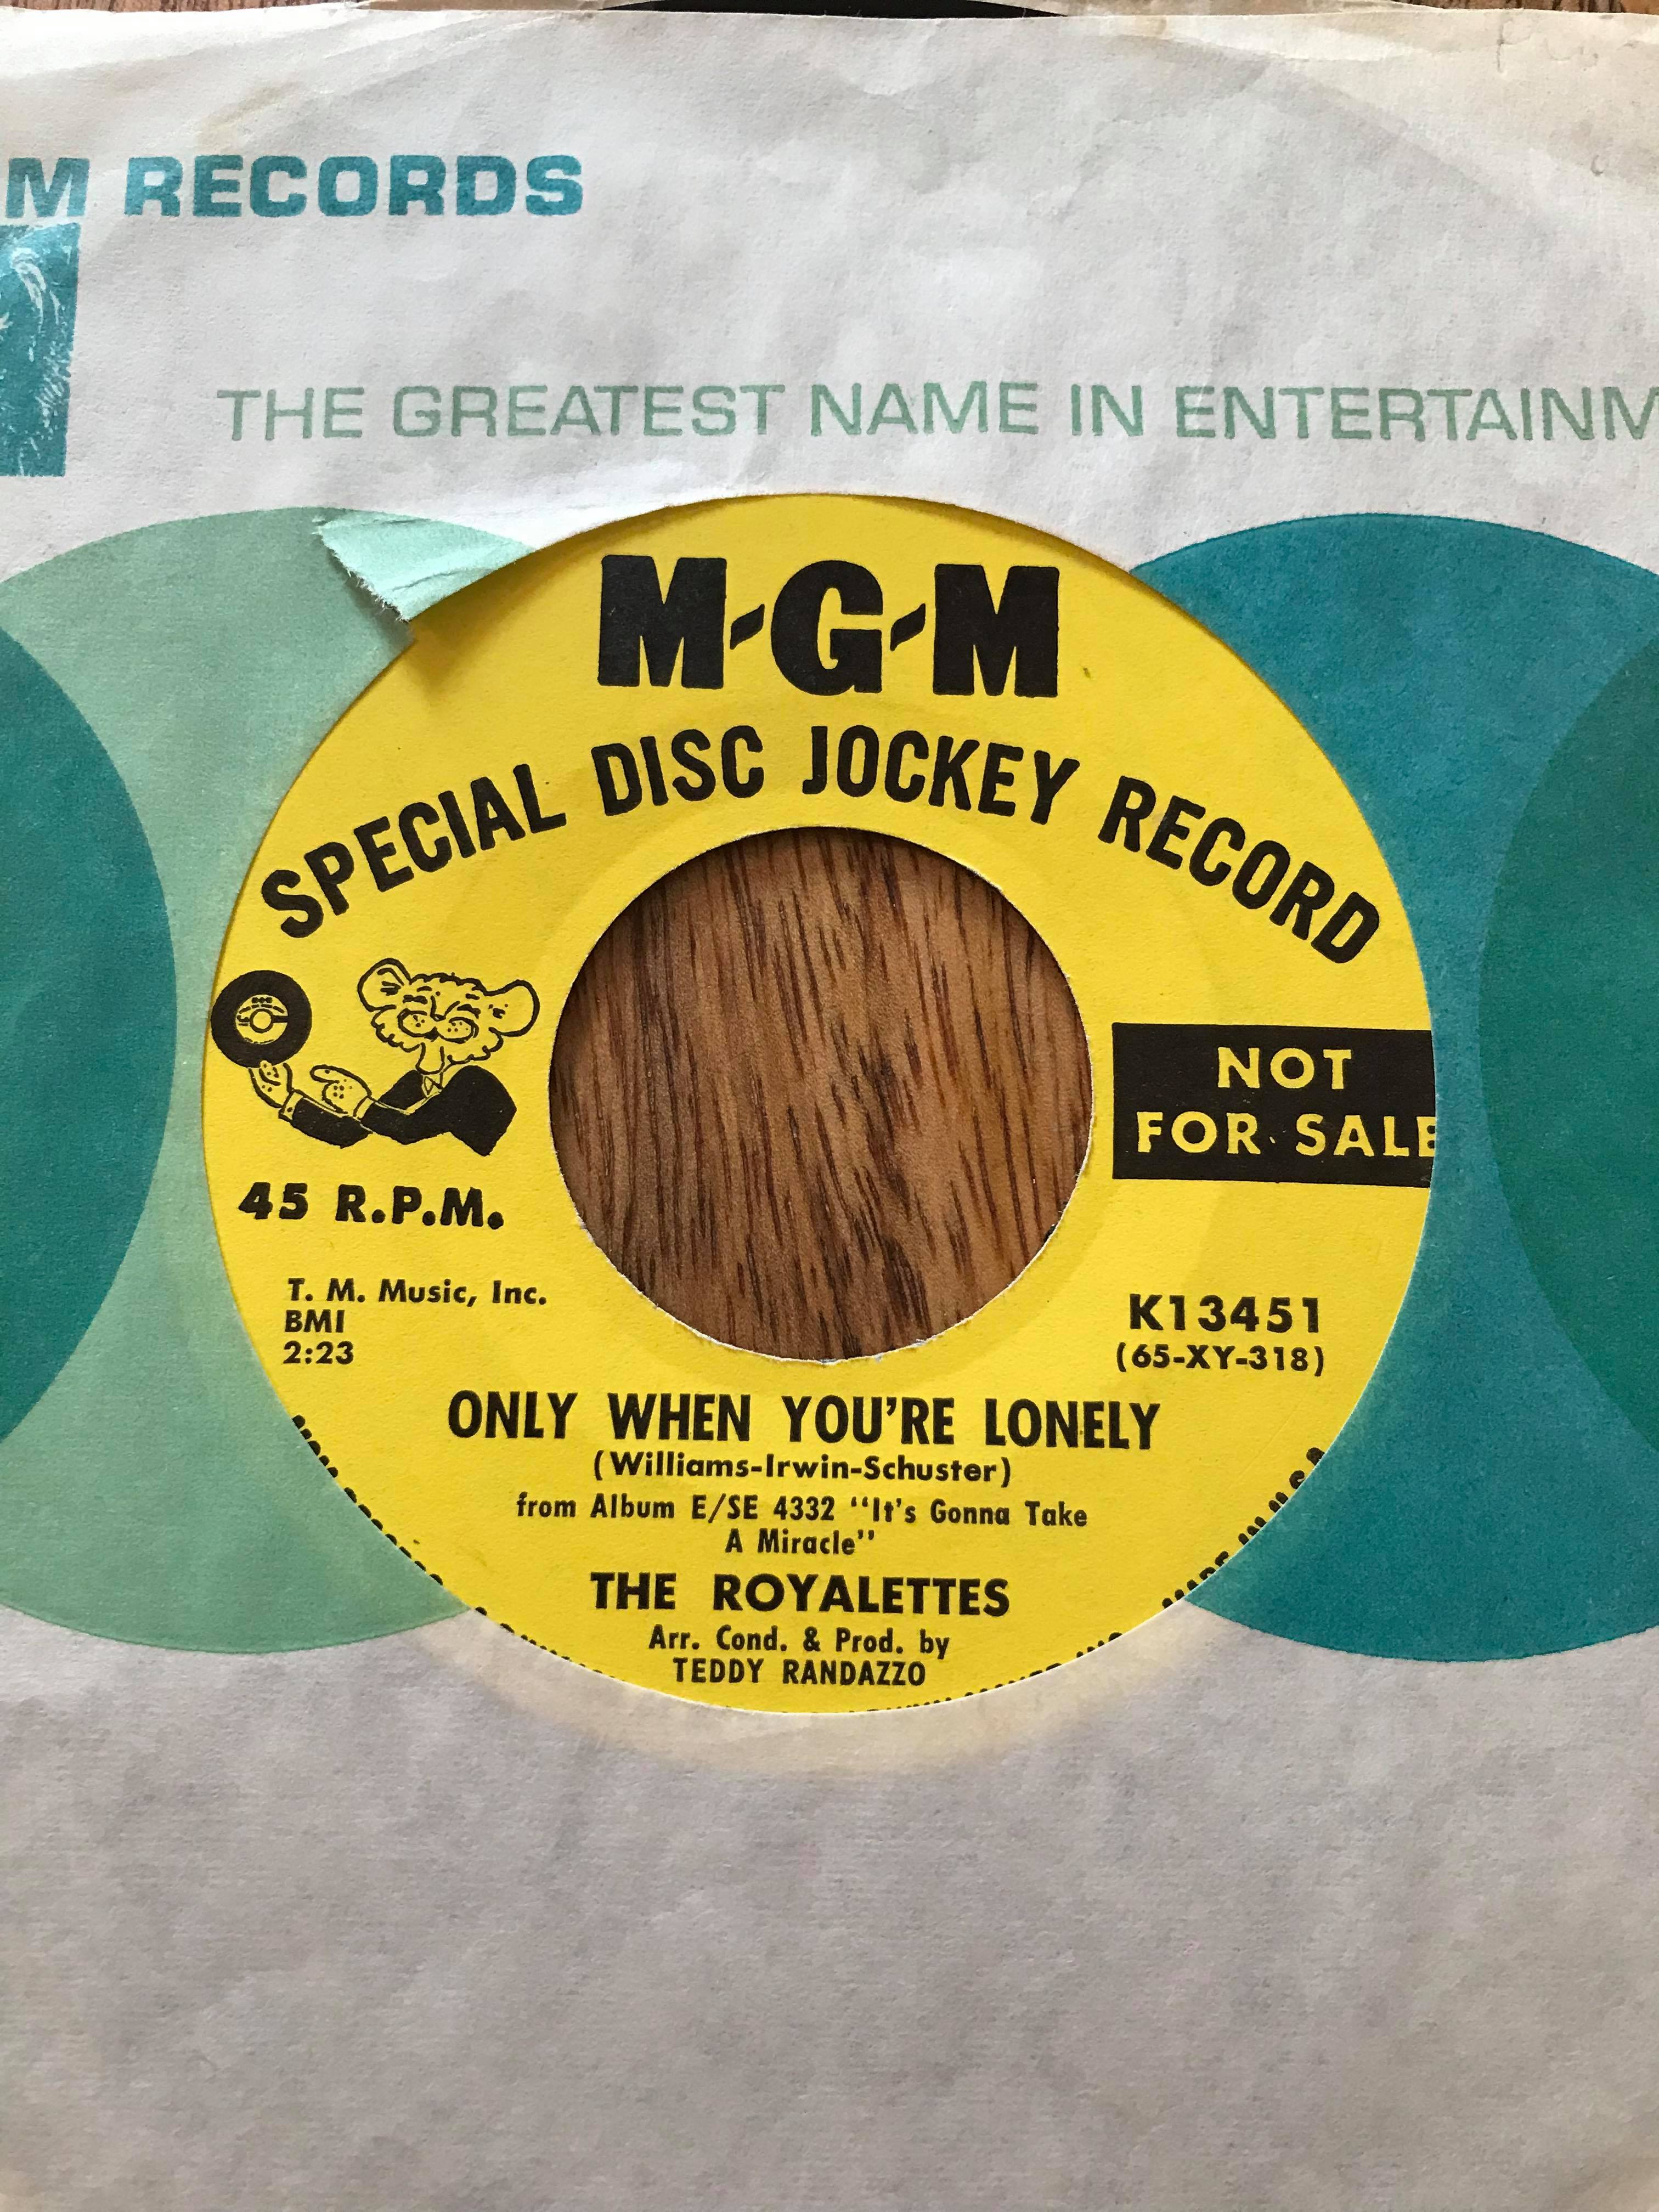 M RECORDS
THE GREATEST NAME IN ENTERTAINM
M-G-M
SPECIAL DISC JOCKEY RECORD
NOT
FOR SALE
45 R.P.M.
T. M. Music, Inc.
BMI
2:23
K13451
(65-XY-318)
ONLY WHEN YOU'RE LONELY
(Williams-Irwin-Schuster)
from Album E/SE 4332 "It's Gonna Take
A Miracle"
THE ROYALETTES
Arr. Cond. & Prod. by
TEDDY RANDAZZO
MADE IN U.S.A.